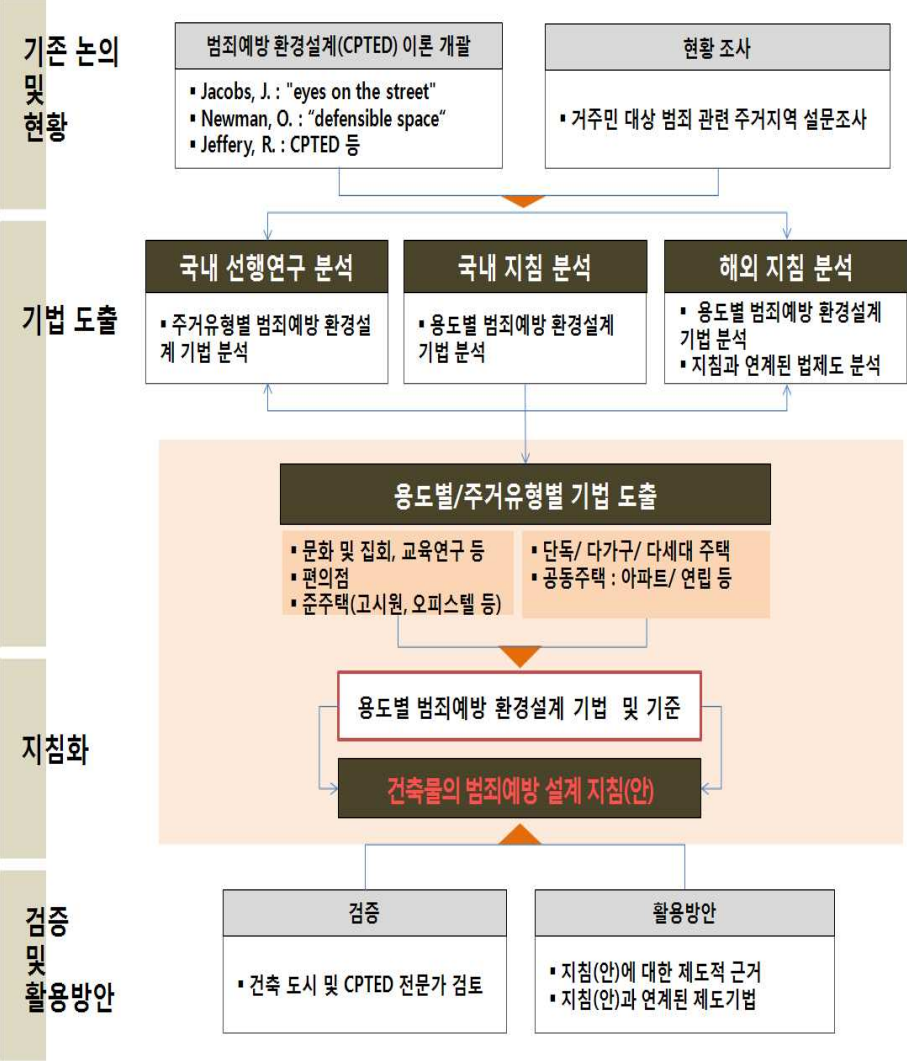 기존 논의
및
현황
범죄예방 환경설계(CPTED) 이론 개괄
▪ Jacobs, J. : "eyes on the street"
▪ Newman, O. : “defensible space“
▪ Jeffery, R. : CPTED 등
현황 조사
▪ 거주민 대상 범죄 관련 주거지역 설문조사
기법 도출
국내 선행연구 분석
▪ 주거유형별 범죄예방 환경설
계 기법 분석
국내 지침 분석
▪ 용도별 범죄예방 환경설계
기법 분석
해외 지침 분석
▪ 용도별 범죄예방 환경설계
기법 분석
▪ 지침과 연계된 법제도 분석
용도별/주거유형별 기법 도출
▪ 문화 및 집회, 교육연구 등
▪ 편의점
▪ 준주택(고시원, 오피스텔 등)
▪ 단독/ 다가구/ 다세대 주택
▪ 공동주택 : 아파트/ 연립 등
지침화
용도별 범죄예방 환경설계 기법 및 기준
건축물의 범죄예방 설계 지침(안)
검증
및
활용방안
검증
▪ 건축 도시 및 CPTED 전문가 검토
활용방안
▪ 지침(안)에 대한 제도적 근거
▪ 지침(안)과 연계된 제도기법